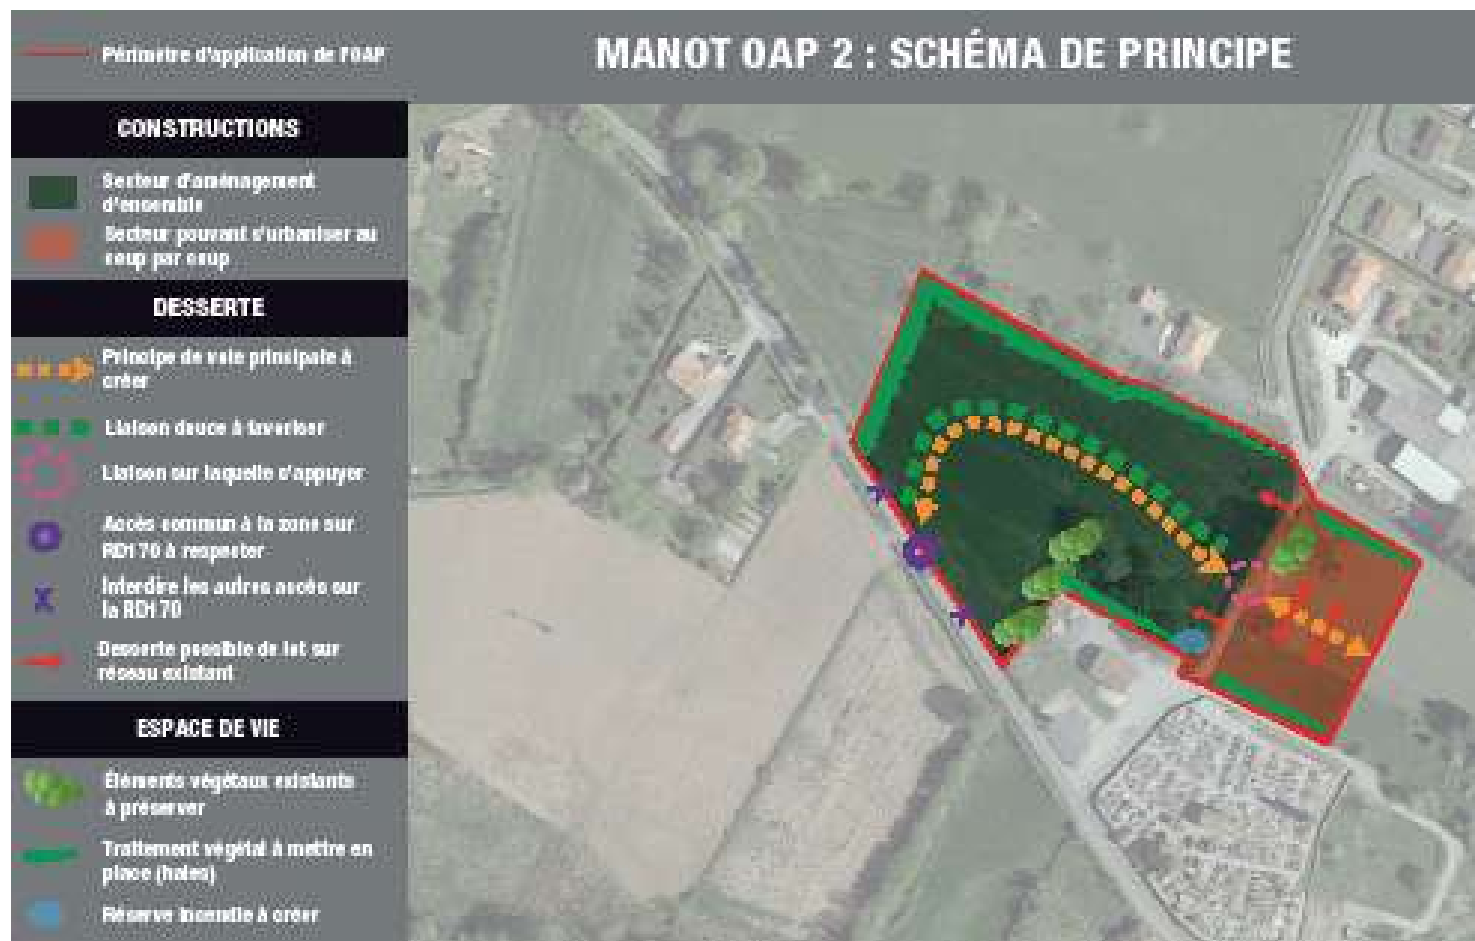 Périmètre d'application de l'OAP
MANOT OAP 2 : SCHÉMA DE PRINCIPE
CONSTRUCTIONS
Secteur d'aménagement
d'ensemble
Secteur pouvant s'urbaniser au
coup par coup
DESSERTE
Principe de voie principale à
créer
Liaison douce à favoriser
Liaison sur laquelle s'appuyer
Accès commun à la zone sur
RD170 à respecter
Interdire les autres accès sur
la RD170
Desserte possible de lot sur
réseau existant
ESPACE DE VIE
Éléments végétaux existants
à préserver
Traitement végétal à mettre en
place (haies)
Réserve incendie à créer